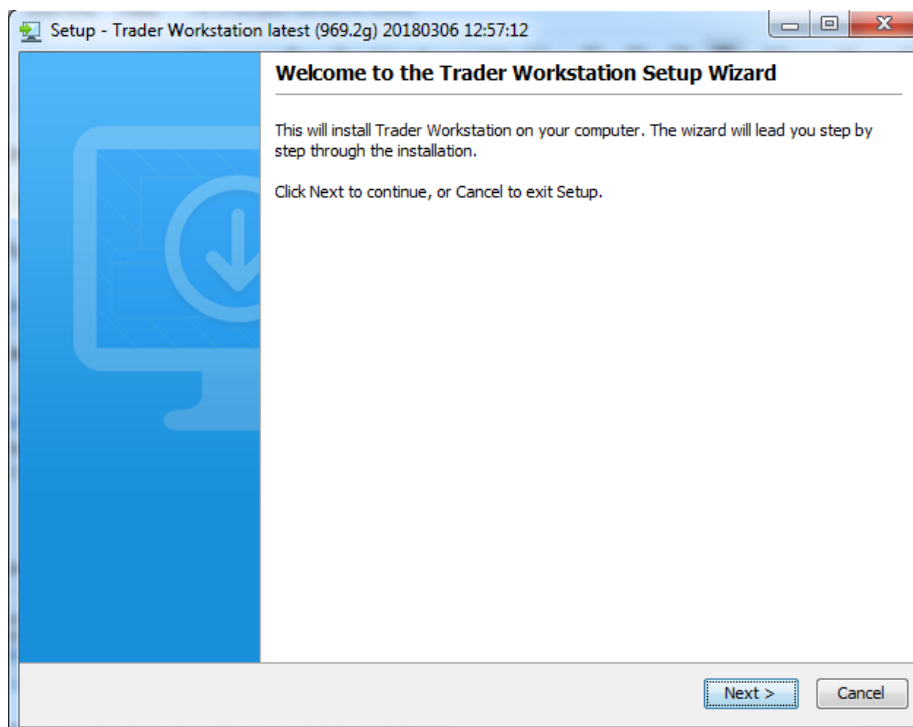 Setup - Trader Workstation latest (969.2g) 20180306 12:57:12
Welcome to the Trader Workstation Setup Wizard
This will install Trader Workstation on your computer. The wizard will lead you step by
step through the installation.
Click Next to continue, or Cancel to exit Setup.
Next >
Cancel